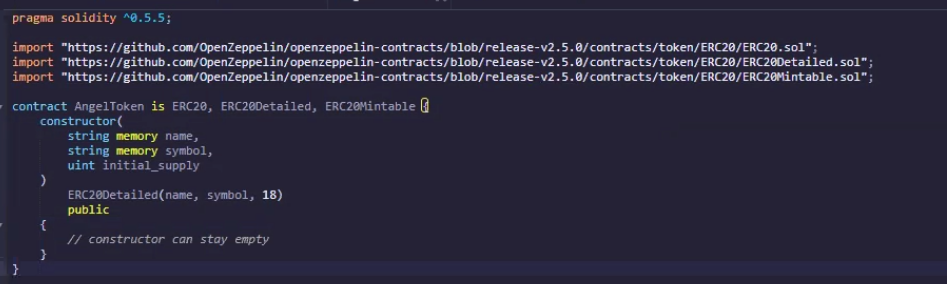 pragma solidity ^0.5.5;
import "https://github.com/OpenZeppelin/openzeppelin-contracts/blob/release-v2.5.0/contracts/token/ERC20/ERC20.sol";
import "https://github.com/OpenZeppelin/openzeppelin-contracts/blob/release-v2.5.0/contracts/token/ERC20/ERC20Detailed.sol";
import "https://github.com/OpenZeppelin/openzeppelin-contracts/blob/release-v2.5.0/contracts/token/ERC20/ERC20Mintable.sol";
contract AngelToken is ERC20, ERC20Detailed, ERC20Mintable {
constructor(
string memory name,
string memory symbol,
uint initial_supply
)
ERC20Detailed(name, symbol, 18)
public
{
// constructor can stay empty
}
}